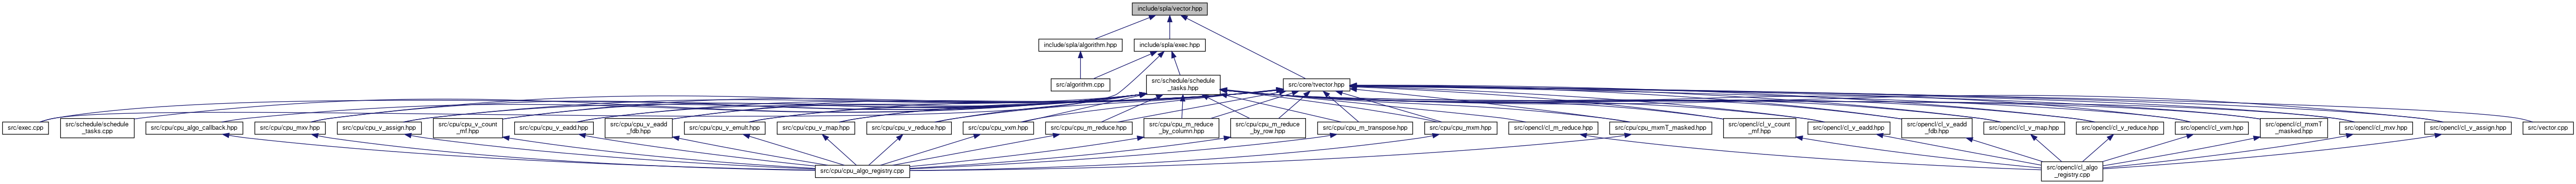 include/spla/vector.hpp
include/spla/algorithm.hpp
include/spla/exec.hpp
src/algorithm.cpp
src/schedule/schedule
_tasks.hpp
src/core/tvector.hpp
src/exec.cpp
src/schedule/schedule
_tasks.cpp
src/cpu/cpu_algo_callback.hpp
src/cpu/cpu_mxv.hpp
src/cpu/cpu_v_assign.hpp
src/cpu/cpu_v_count
_mf.hpp
src/cpu/cpu_v_eadd.hpp
src/cpu/cpu_v_eadd
_fdb.hpp
src/cpu/cpu_v_emult.hpp
src/cpu/cpu_v_map.hpp
src/cpu/cpu_v_reduce.hpp
src/cpu/cpu_vxm.hpp
src/cpu/cpu_m_reduce.hpp
src/cpu/cpu_m_reduce
_by_column.hpp
src/cpu/cpu_m_reduce
_by_row.hpp
src/cpu/cpu_m_transpose.hpp
src/cpu/cpu_mxm.hpp
src/opencl/cl_m_reduce.hpp
src/cpu/cpu_mxmT_masked.hpp
src/opencl/cl_v_count
_mf.hpp
src/opencl/cl_v_eadd.hpp
src/opencl/cl_v_eadd
_fdb.hpp
src/opencl/cl_v_map.hpp
src/opencl/cl_v_reduce.hpp
src/opencl/cl_vxm.hpp
src/opencl/cl_mxmT
_masked.hpp
src/opencl/cl_mxv.hpp
src/opencl/cl_v_assign.hpp
src/vector.cpp
src/cpu/cpu_algo_registry.cpp
src/opencl/cl_algo
_registry.cpp